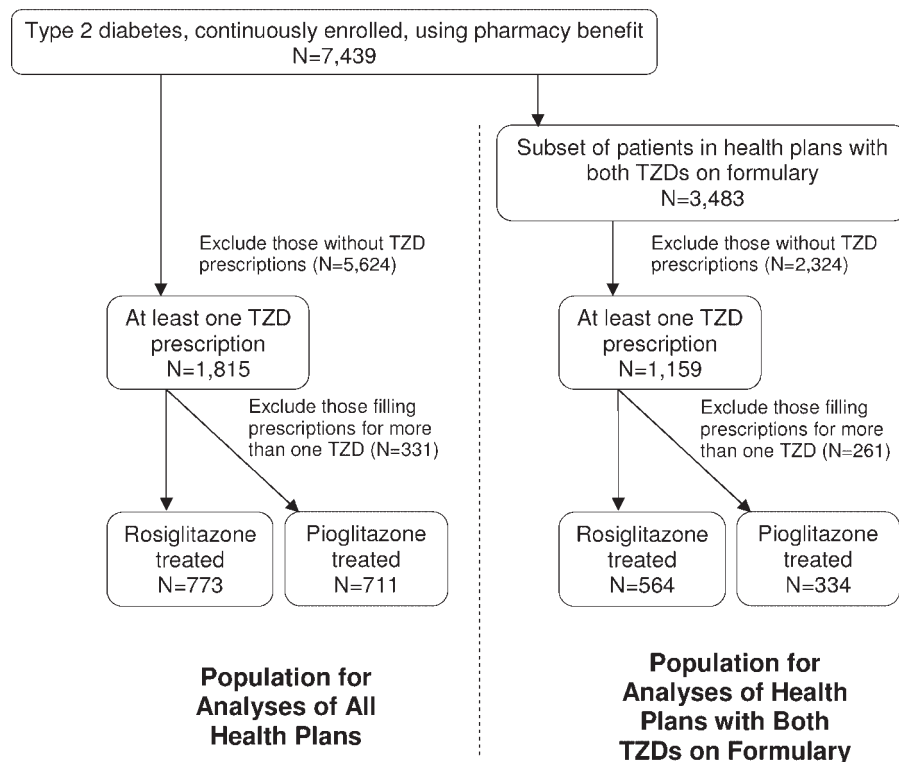 Type 2 diabetes, continuously enrolled, using pharmacy benefit
N=7,439
Subset of patients in health plans with
both TZDs on formulary
N=3,483
Exclude those without TZD
prescriptions (N=5,624)
Exclude those without TZD
prescriptions (N=2,324)
At least one TZD
prescription
N=1,815
At least one TZD
prescription
N=1,159
Exclude those filling
prescriptions for more
than one TZD (N=331)
Exclude those filling
prescriptions for more
than one TZD (N=261)
Rosiglitazone
treated
N=773
Pioglitazone
treated
N=711
Rosiglitazone
treated
N=564
Pioglitazone
treated
N=334
Population for
Analyses of All
Health Plans
Population for
Analyses of Health
Plans with Both
TZDs on Formulary